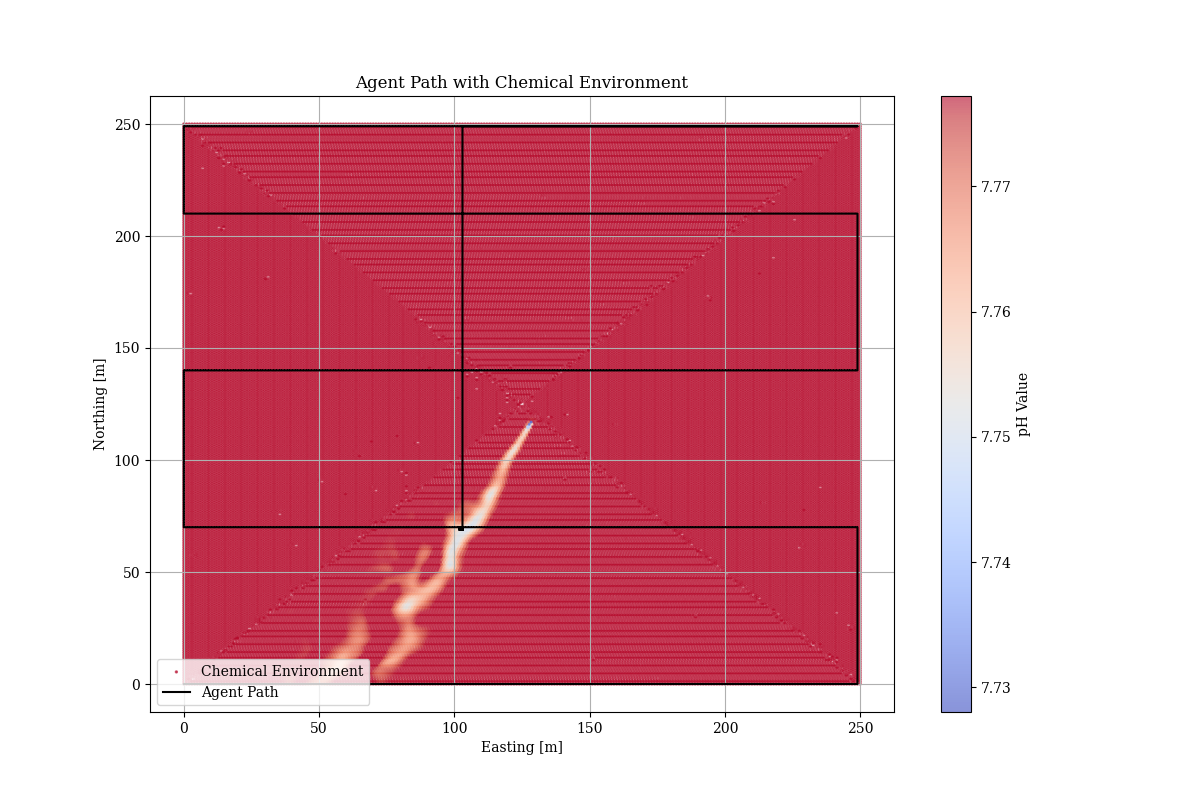 Agent Path with Chemical Environment
Northing [m]
250
200
150
100
50
0
0 50 100 150 200 250
Easting [m]
Chemical Environment
Agent Path
7.77
7.76
7.75
7.74
7.73
pH Value